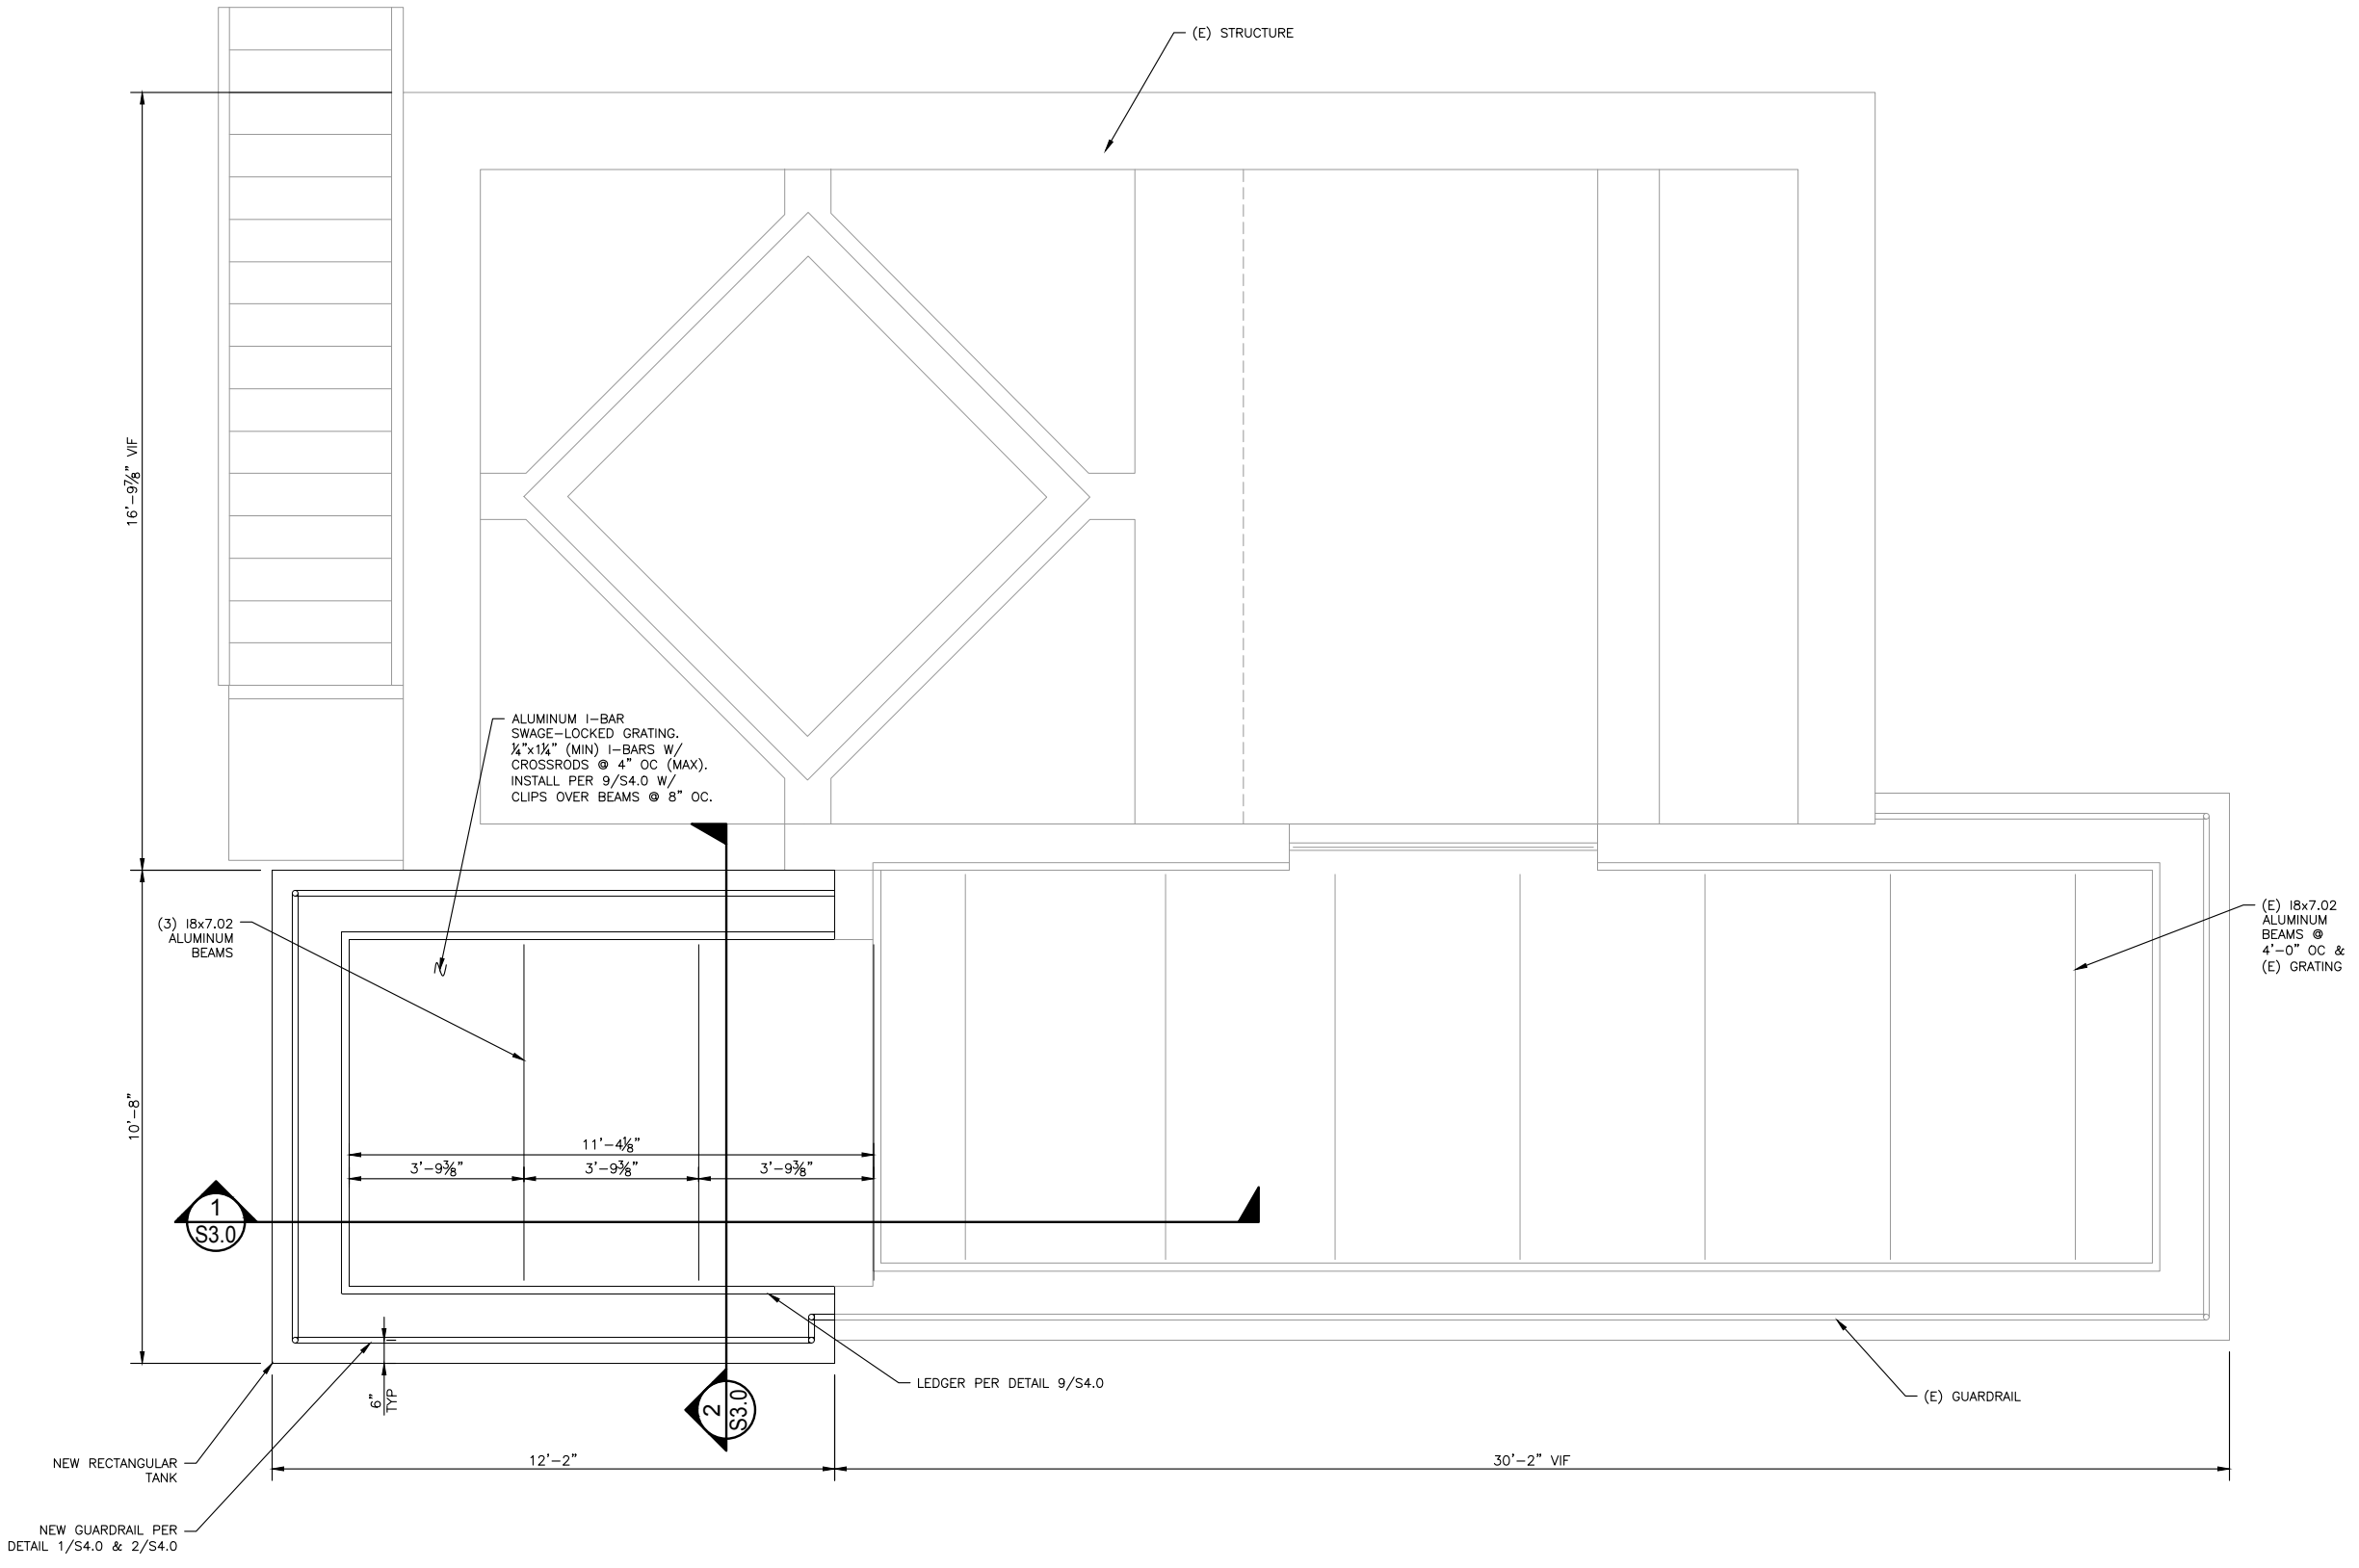 (E) STRUCTURE
16'-9⅞" VIF
ALUMINUM I-BAR
SWAGE-LOCKED GRATING.
¼"x1¼" (MIN) I-BARS W/
CROSSRODS @ 4" OC (MAX).
INSTALL PER 9/S4.0 W/
CLIPS OVER BEAMS @ 8" OC.
(3) I8x7.02
ALUMINUM
BEAMS
(E) I8x7.02
ALUMINUM
BEAMS @
4'-0" OC &
(E) GRATING
10'-8"
11'-4⅛"
3'-9⅜"
3'-9⅜"
3'-9⅜"
1
S3.0
6"
TYP
2
S3.0
LEDGER PER DETAIL 9/S4.0
(E) GUARDRAIL
NEW RECTANGULAR
TANK
12'-2"
30'-2" VIF
NEW GUARDRAIL PER
DETAIL 1/S4.0 & 2/S4.0